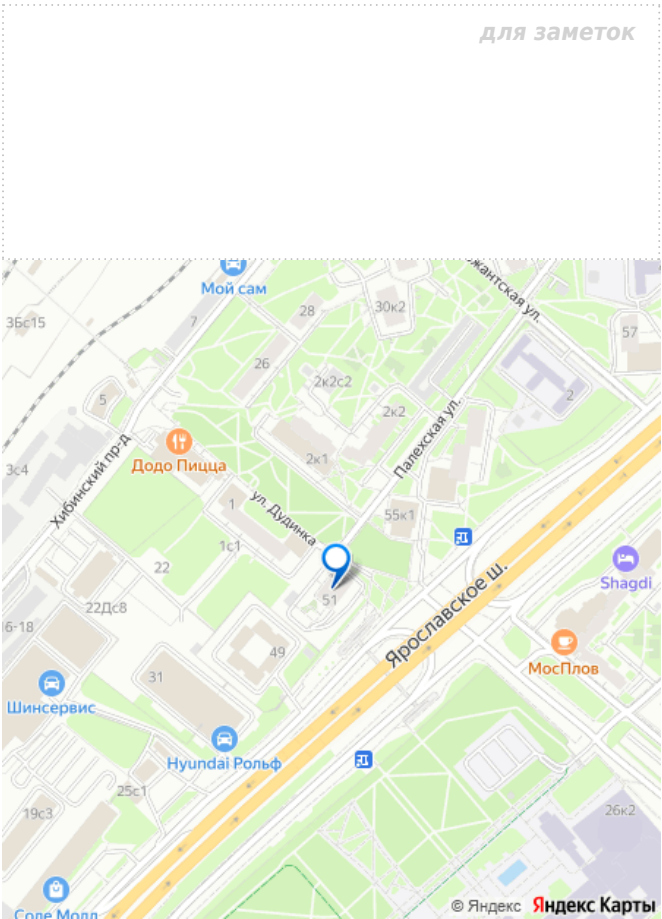 для заметок
Мой сам
жантская ул.
3Бс15
7
28
30к2
57
26
2к2с2
2
5
2к2
Палехская ул.
Додо Пицца
2к1
Хибинский пр-д
3с4
ул. Дудинка
1
55к1
1с1
22
Ярославское ш.
Shagdi
51
22Дс8
6-18
49
МосПлов
31
Шинсервис
Hyundai Рольф
25с1
19с3
26к2
Соле Молл
© Яндекс Яндекс Карты